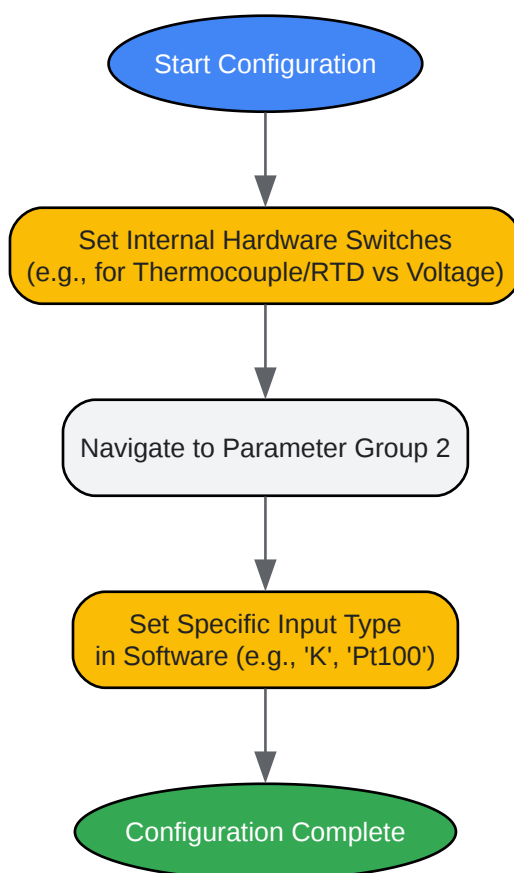 Start Configuration
Set Internal Hardware Switches
(e.g., for Thermocouple/RTD vs Voltage)
Navigate to Parameter Group 2
Set Specific Input Type
in Software (e.g., 'K', 'Pt100')
Configuration Complete